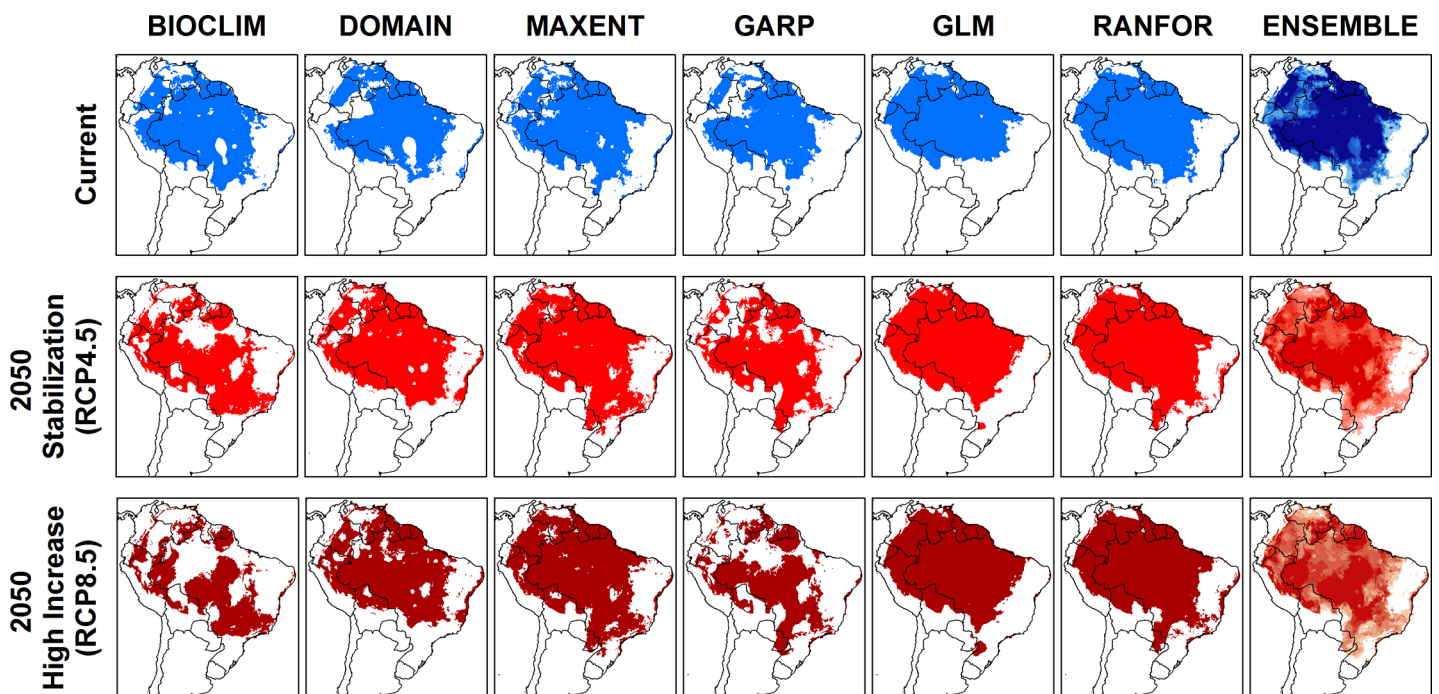 BIOCLIM DOMAIN MAXENT GARP GLM RANFOR ENSEMBLE
Current
2050
Stabilization
(RCP4.5)
2050
High Increase
(RCP8.5)